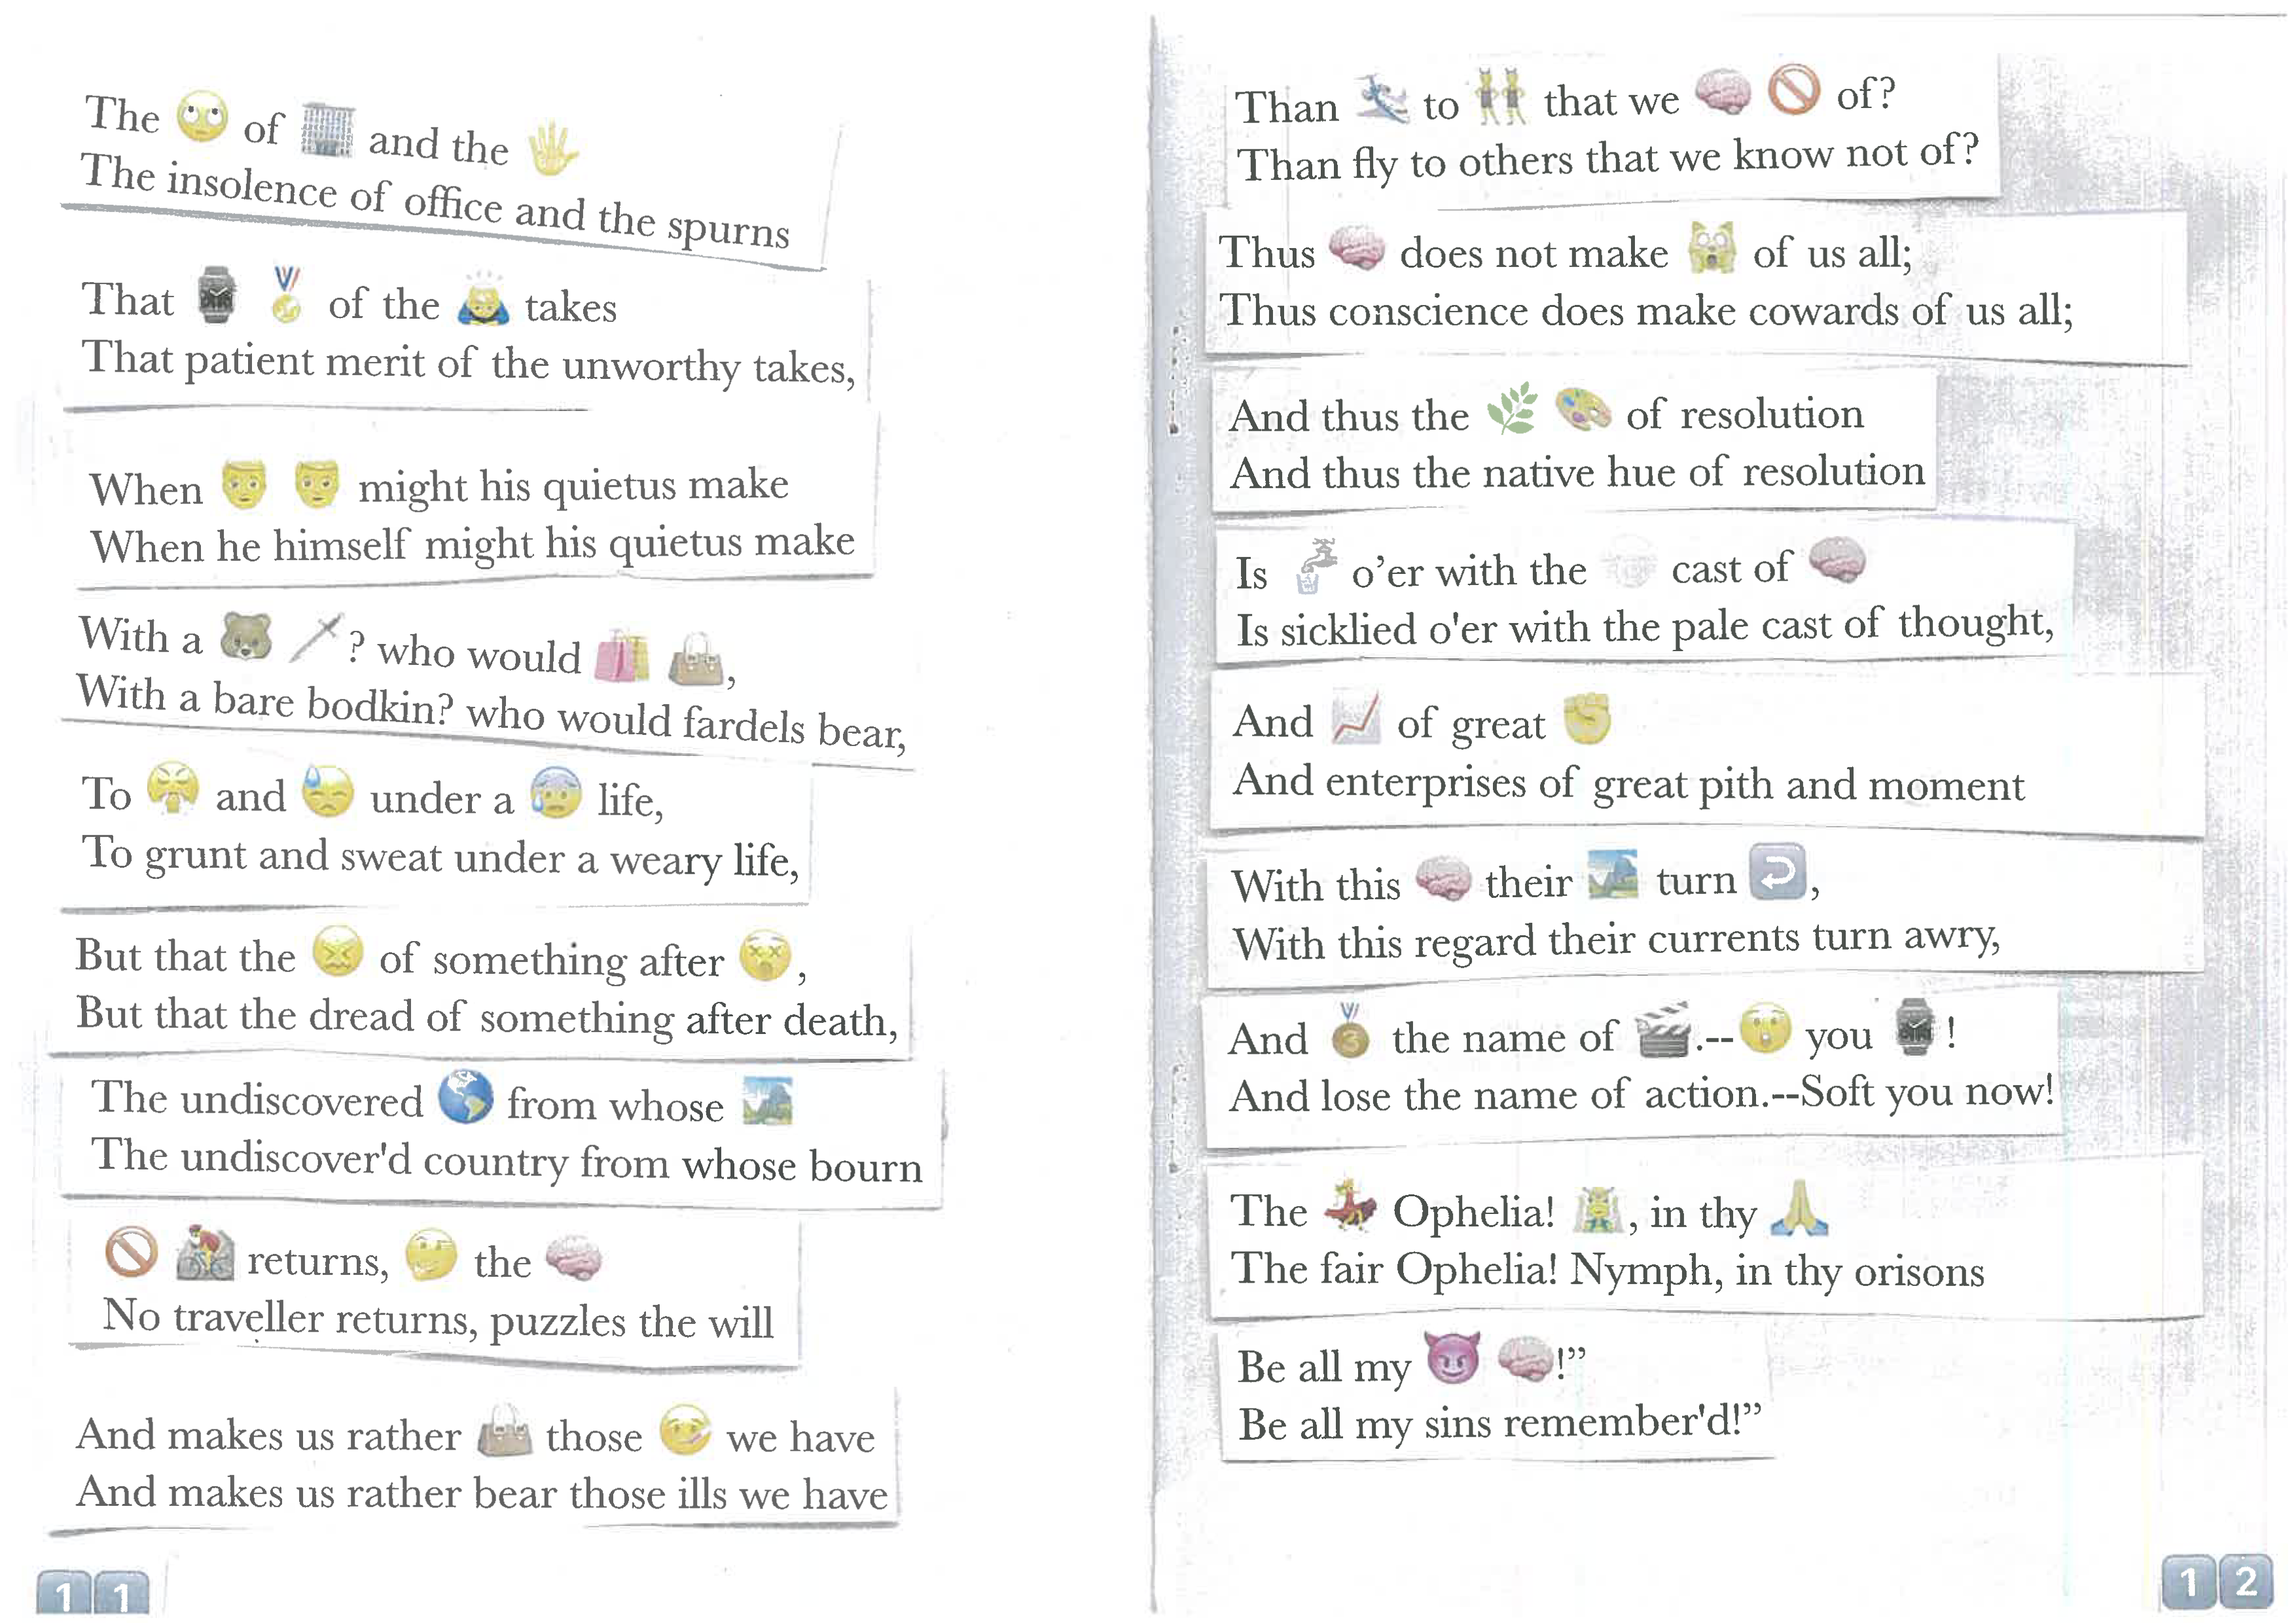 The 🙄 of 🏢 and the 🖐
The insolence of office and the spurns
That ⌚ 🏅 of the 🙇 takes
That patient merit of the unworthy takes,
When 👨 👨 might his quietus make
When he himself might his quietus make
With a 🐻 🗡? who would 🛍 👜,
With a bare bodkin? who would fardels bear,
To 😤 and 😓 under a 😰 life,
To grunt and sweat under a weary life,
But that the 😖 of something after 😵,
But that the dread of something after death,
The undiscovered 🌎 from whose 🏞
The undiscover'd country from whose bourn
🚫 🚵 returns, 🤔 the 🧠
No traveller returns, puzzles the will
And makes us rather 👜 those 🤒 we have
And makes us rather bear those ills we have
11
Than 🛩 to 👯 that we 🧠 🚫 of?
Than fly to others that we know not of?
Thus 🧠 does not make 🙀 of us all;
Thus conscience does make cowards of us all;
And thus the 🌿 🎨 of resolution
And thus the native hue of resolution
Is 🚰 o’er with the cast of 🧠
Is sicklied o'er with the pale cast of thought,
And 📈 of great ✊
And enterprises of great pith and moment
With this 🧠 their 🏞 turn ↩,
With this regard their currents turn awry,
And 🥉 the name of 🎬.--😲 you ⌚!
And lose the name of action.--Soft you now!
The 💃 Ophelia! 🧚, in thy 🙏
The fair Ophelia! Nymph, in thy orisons
Be all my 😈 🧠!”
Be all my sins remember'd!”
12